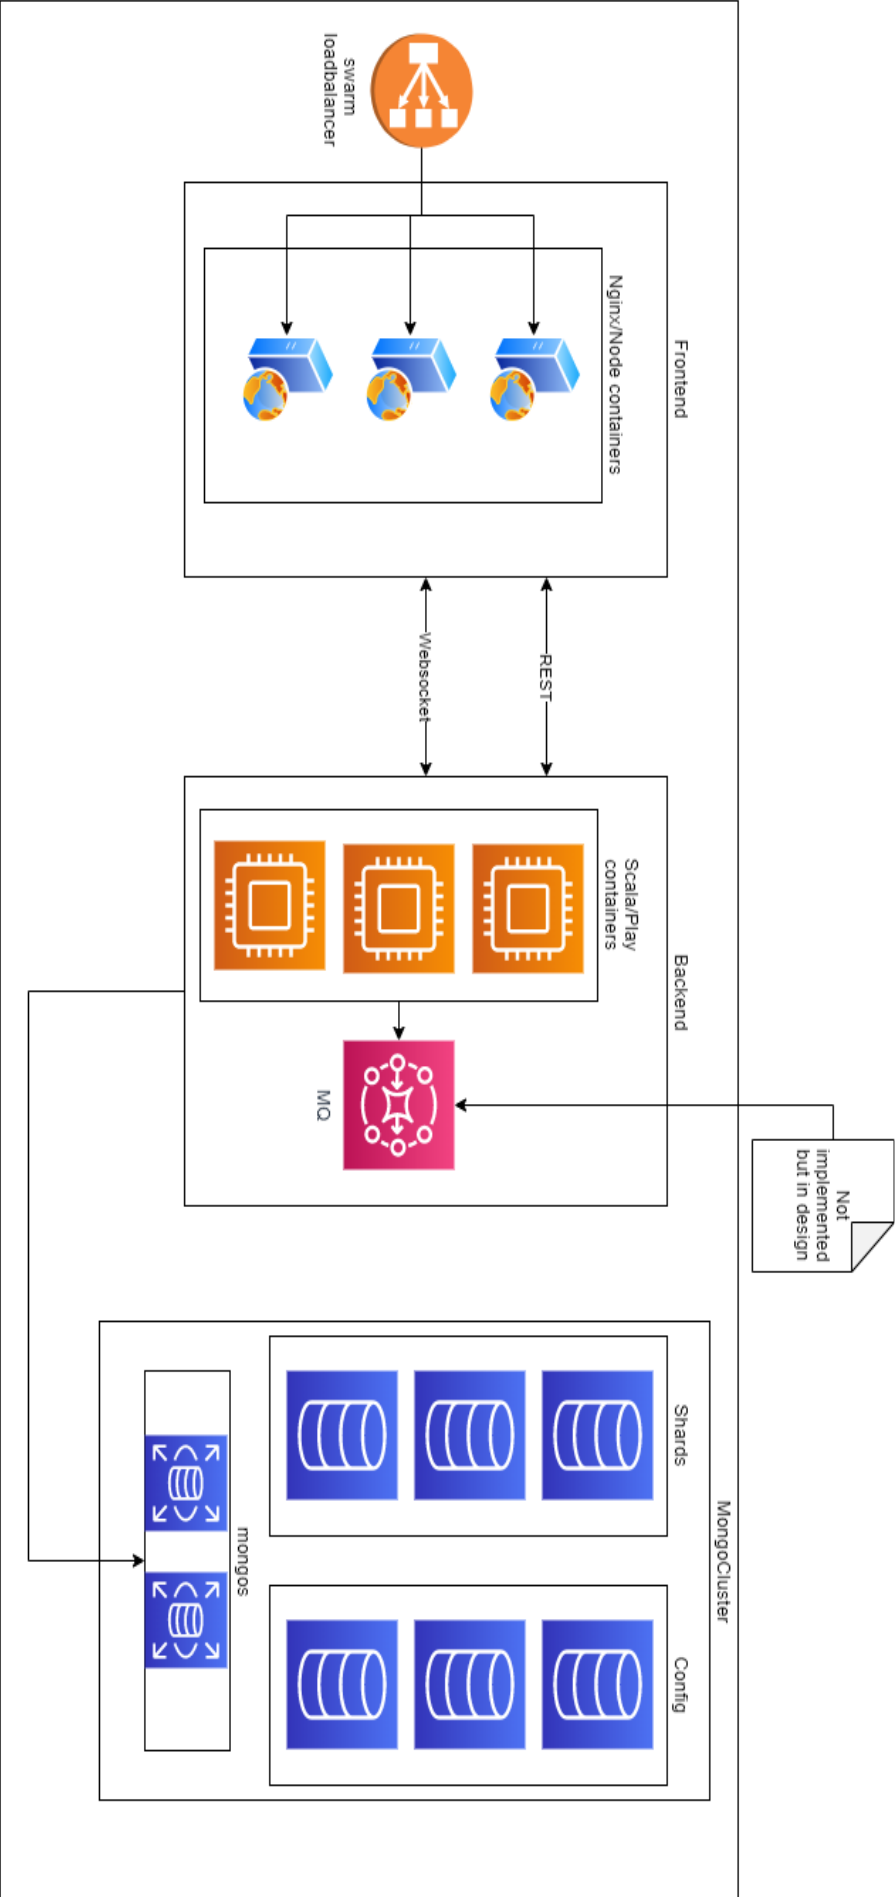 swarm
loadbalancer
Frontend
Nginx/Node containers
REST
Websocket
Backend
Scala/Play
containers
MQ
Not
implemented
but in design
MongoCluster
Shards
Config
mongos